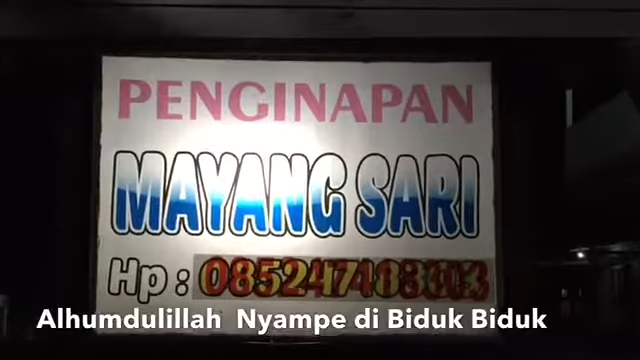 PENGINAPAN
MAYANG SARI
Hp :
Alhumdulillah Nyampe di Biduk Biduk